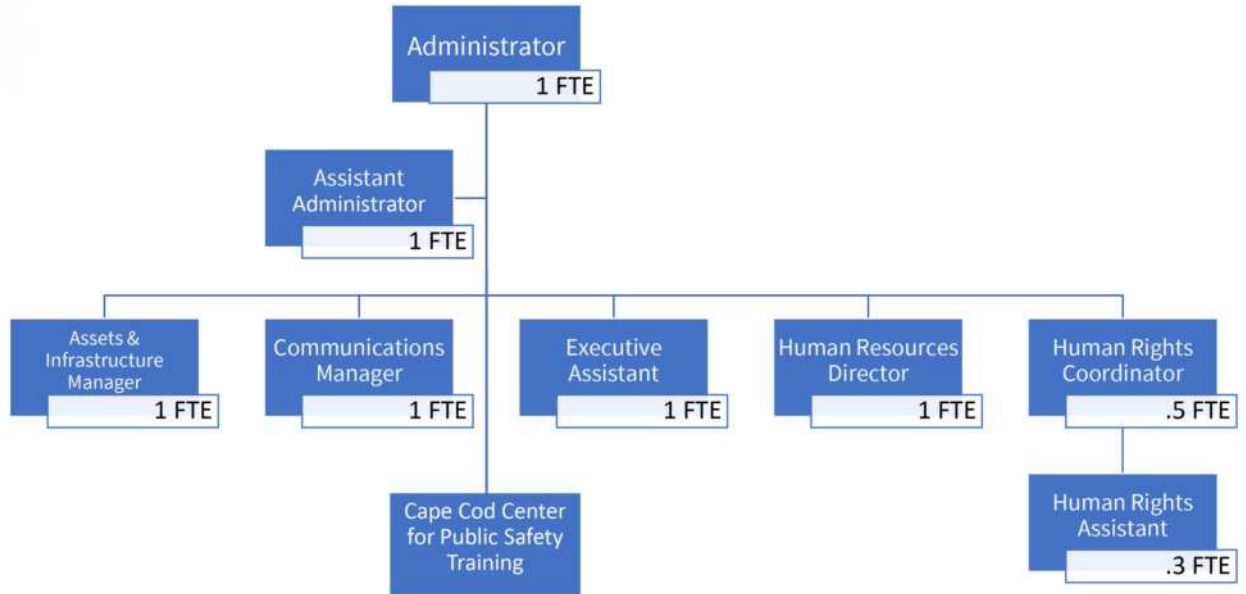 Administrator
1 FTE
Assistant
Administrator
1 FTE
Assets &
Infrastructure
Manager
1 FTE
Communications
Manager
1 FTE
Executive
Assistant
1 FTE
Human Resources
Director
1 FTE
Human Rights
Coordinator
.5 FTE
Cape Cod Center
for Public Safety
Training
Human Rights
Assistant
.3 FTE